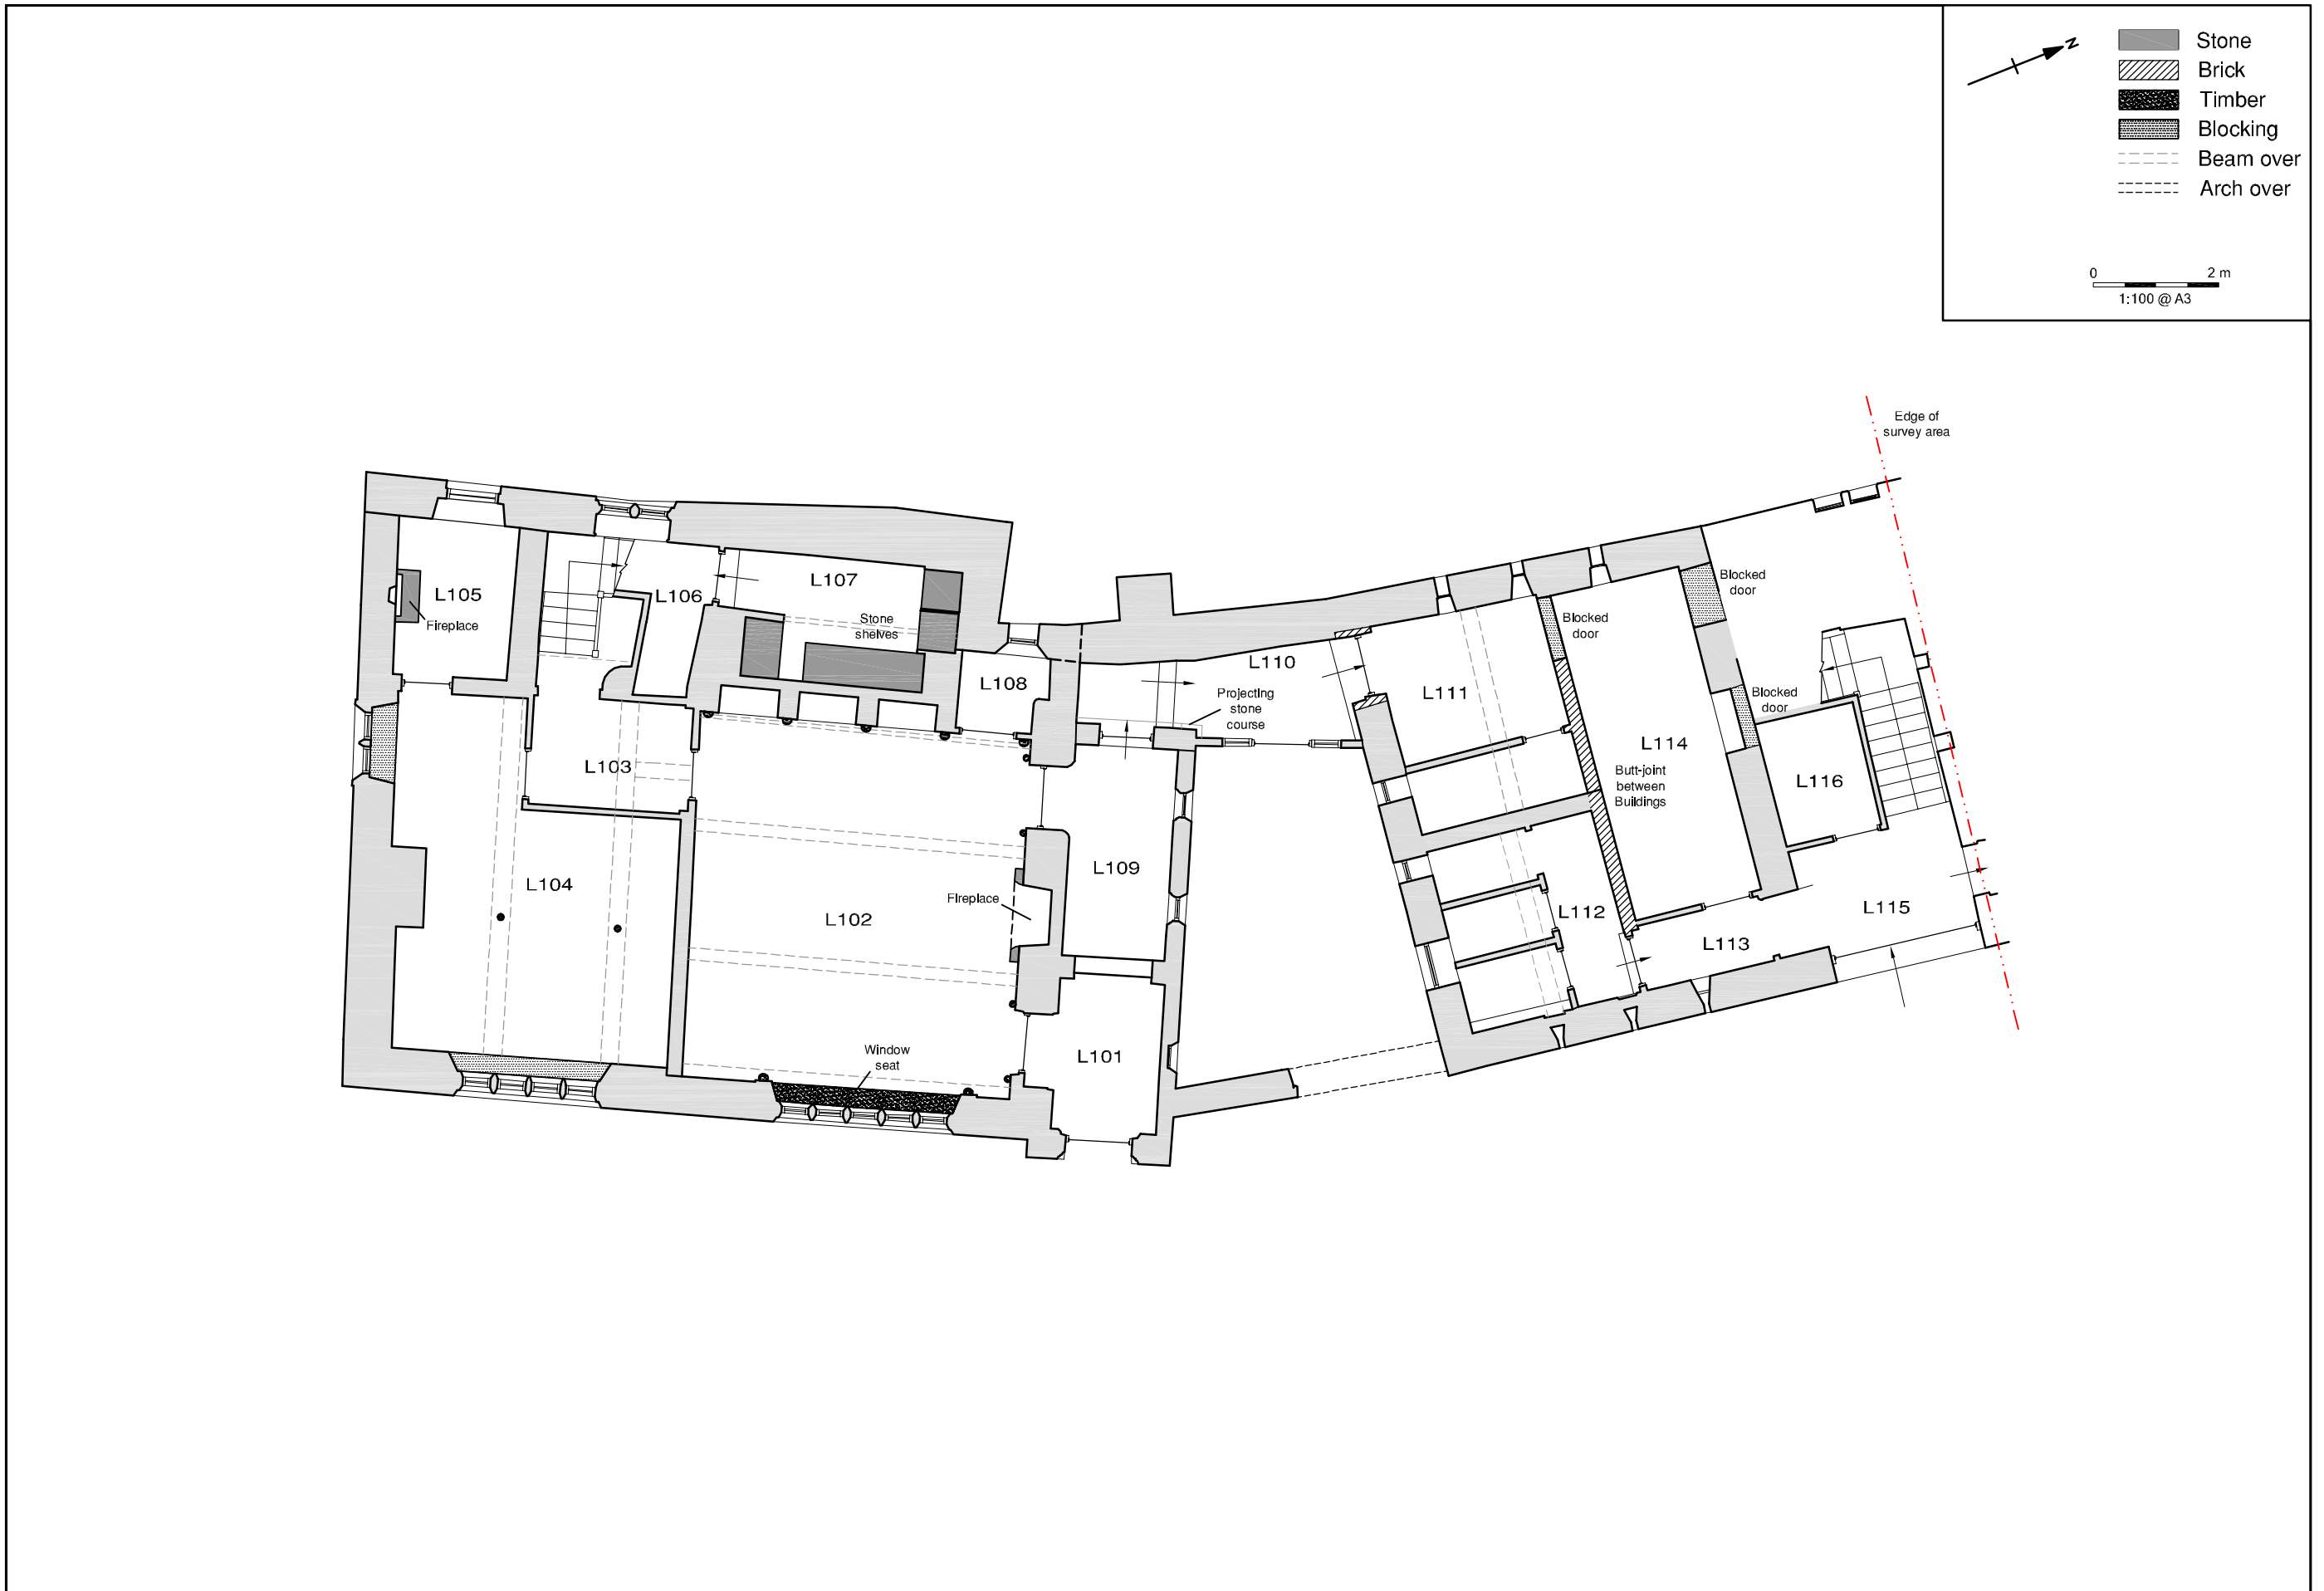 N
Stone
Brick
Timber
Blocking
Beam over
Arch over
0 2 m
1:100 @ A3
Edge of
survey area
L105
Fireplace
L106
L107
Stone
shelves
L108
L110
Projecting
stone
course
L111
Blocked
door
Blocked
door
Blocked
door
L114
Butt-joint
between
Buildings
L116
L103
L104
L102
Fireplace
L109
L112
L113
L115
L101
Window
seat